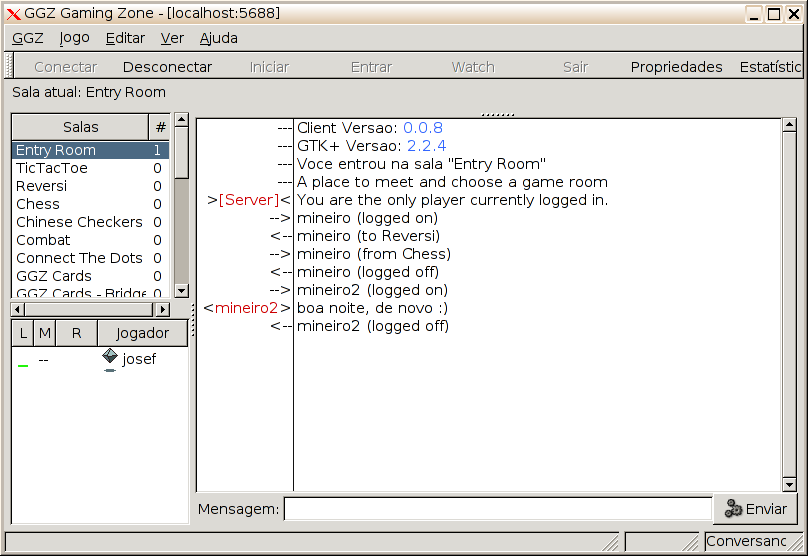 GGZ Gaming Zone - [localhost:5688]
GGZ Jogo Editar Ver Ajuda
Conectar Desconectar Iniciar Entrar Watch Sair Propriedades Estatístic
Sala atual: Entry Room
Salas #
Entry Room 1
TicTacToe 0
Reversi 0
Chess 0
Chinese Checkers 0
Combat 0
Connect The Dots 0
GGZ Cards 0
GGZ Cards - Bridge 0
L M R Jogador
-- josef
--- Client Versao: 0.0.8
--- GTK+ Versao: 2.2.4
--- Voce entrou na sala "Entry Room"
--- A place to meet and choose a game room
>[Server]< You are the only player currently logged in.
--> mineiro (logged on)
<-- mineiro (to Reversi)
--> mineiro (from Chess)
<-- mineiro (logged off)
--> mineiro2 (logged on)
<mineiro2> boa noite, de novo :)
<-- mineiro2 (logged off)
Mensagem: Enviar
Conversanc